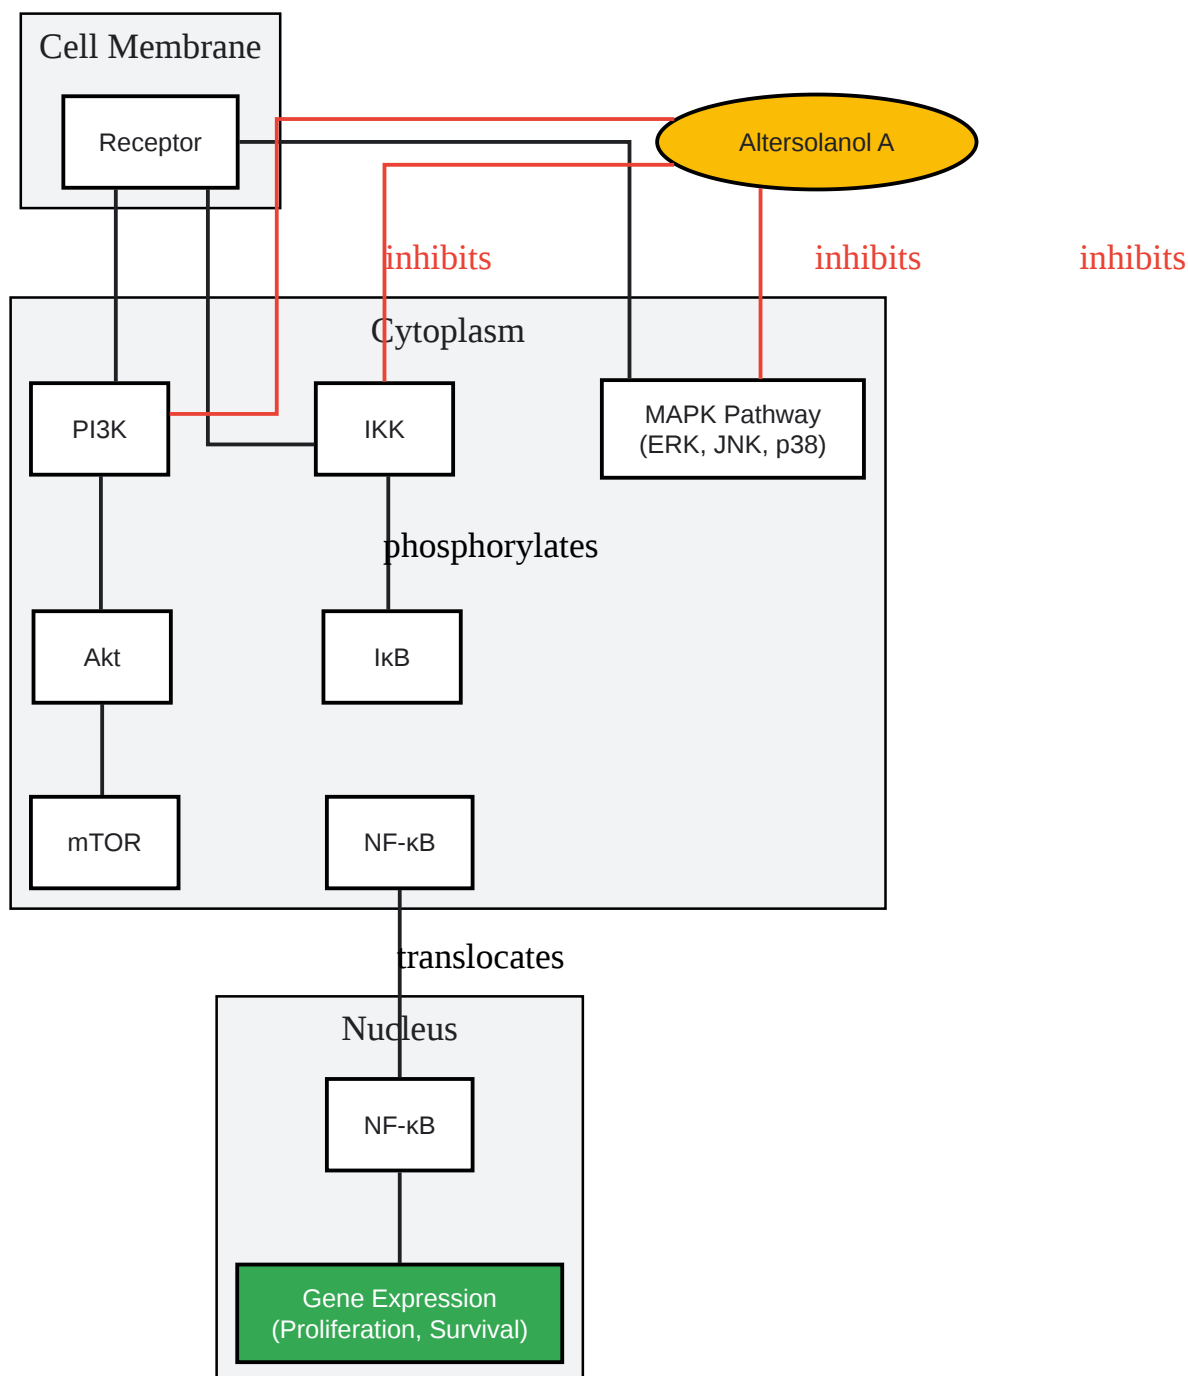 Cell Membrane
Receptor
Altersolanol A
inhibits
inhibits
inhibits
Cytoplasm
PI3K
IKK
MAPK Pathway
(ERK, JNK, p38)
phosphorylates
Akt
IκB
mTOR
NF-κB
translocates
Nucleus
NF-κB
Gene Expression
(Proliferation, Survival)